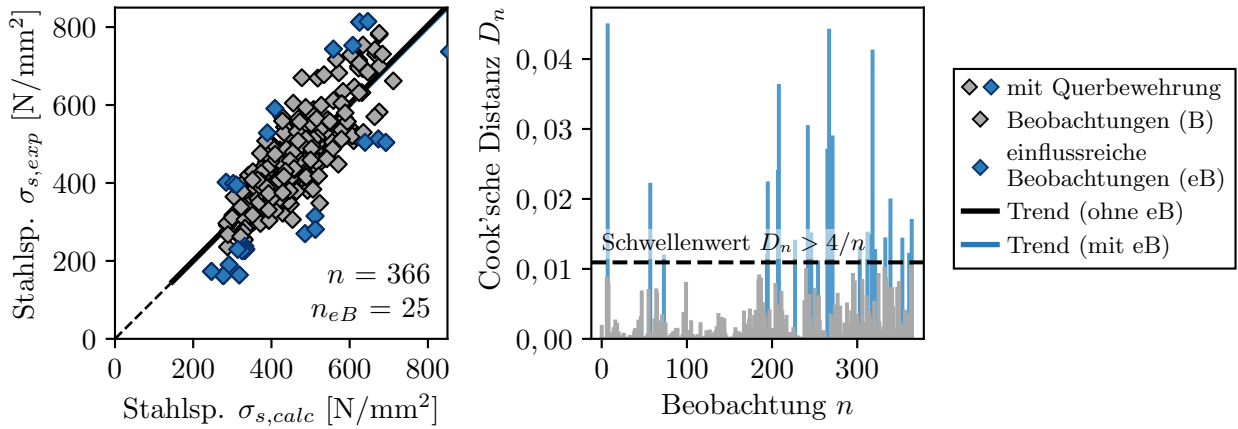 Stahlsp. σ_{s,exp} [N/mm²]
800
600
400
200
0
0
200
400
600
800
Stahlsp. σ_{s,calc} [N/mm²]
n = 366
n_{eB} = 25
Cook'sche Distanz D_n
0,04
0,03
0,02
0,01
0,00
Schwellenwert D_n > 4/n
0
100
200
300
Beobachtung n
mit Querbewehrung
Beobachtungen (B)
einflussreiche
Beobachtungen (eB)
Trend (ohne eB)
Trend (mit eB)